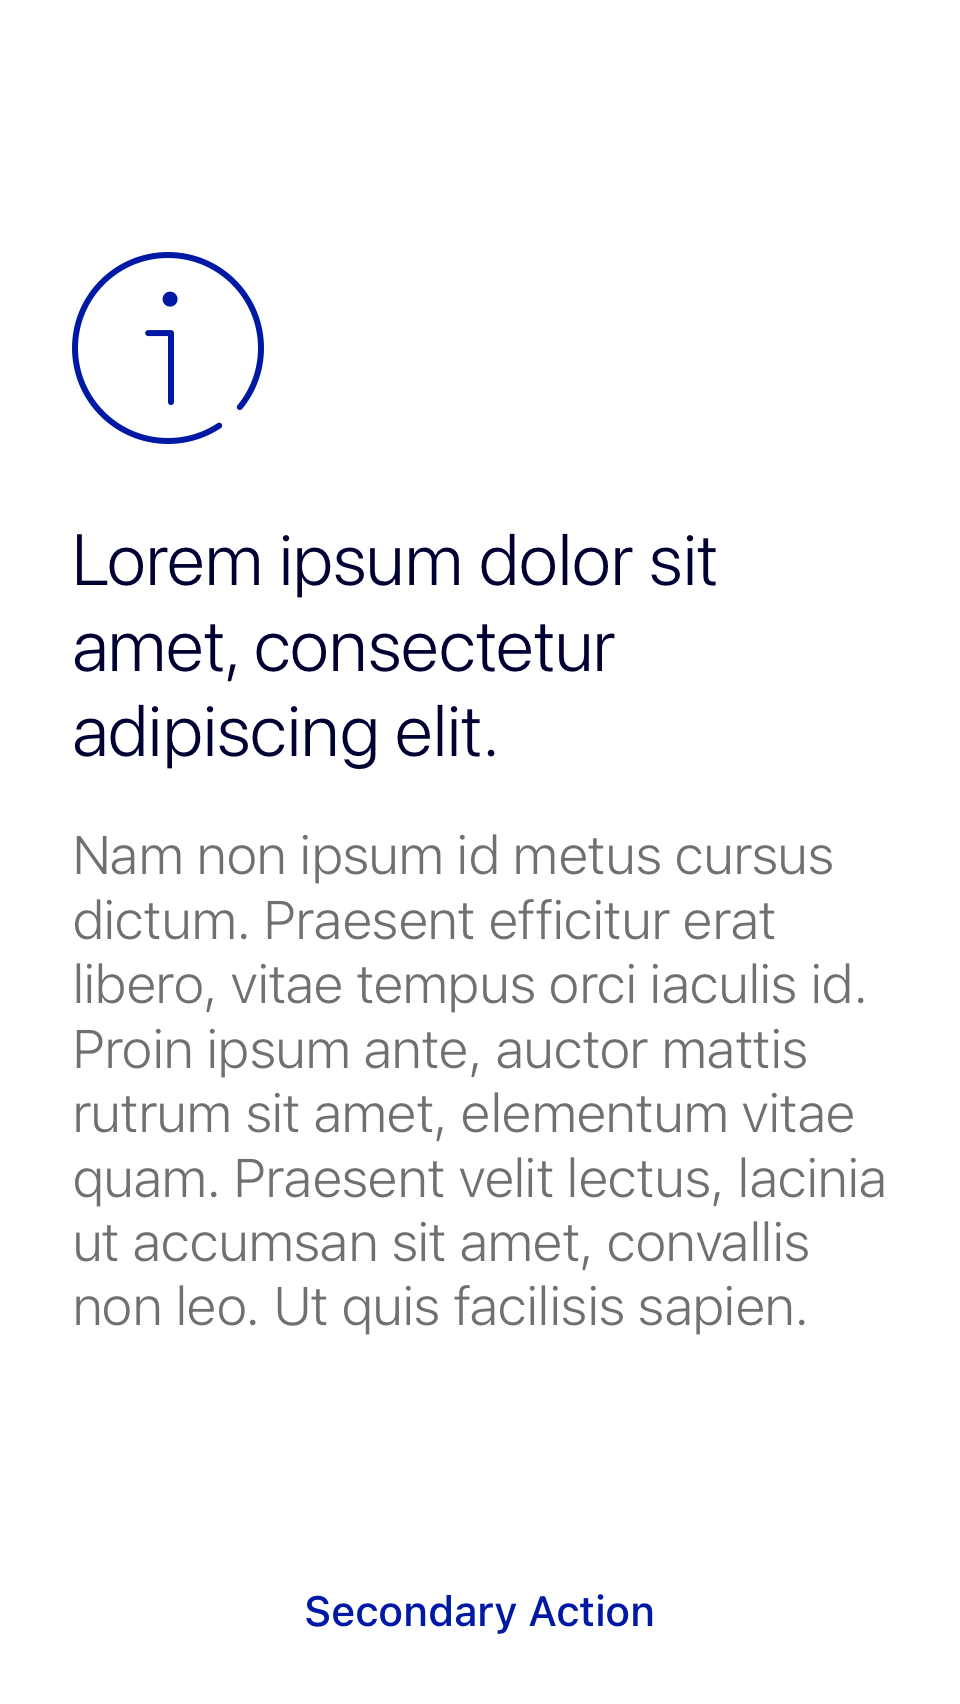 Lorem ipsum dolor sit
amet, consectetur
adipiscing elit.
Nam non ipsum id metus cursus
dictum. Praesent efficitur erat
libero, vitae tempus orci iaculis id.
Proin ipsum ante, auctor mattis
rutrum sit amet, elementum vitae
quam. Praesent velit lectus, lacinia
ut accumsan sit amet, convallis
non leo. Ut quis facilisis sapien.
Secondary Action